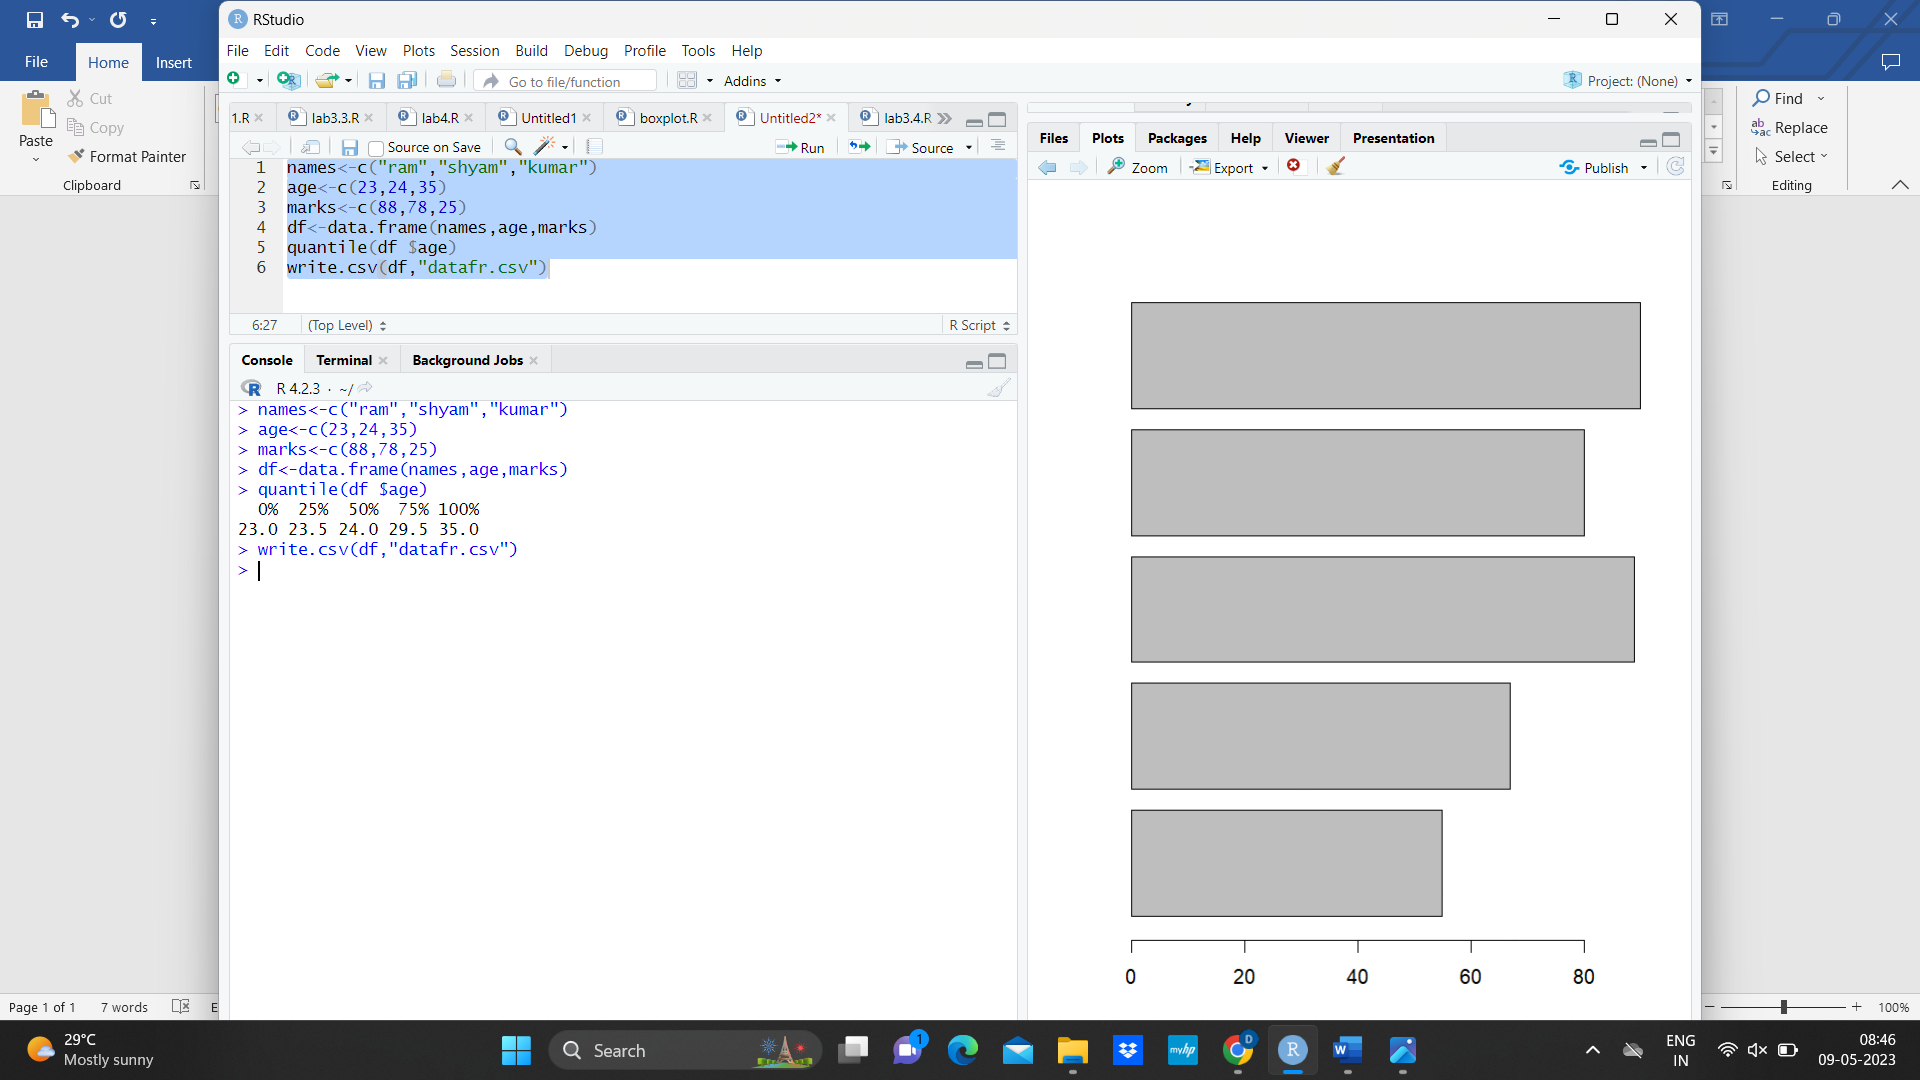 RStudio
File Home Insert
File Edit Code View Plots Session Build Debug Profile Tools Help
Go to file/function Addins Project: (None)
Paste Cut
Copy
Format Painter
Clipboard
Find
Replace
Select
Editing
1.R lab3.3.R lab4.R Untitled1 boxplot.R Untitled2* lab3.4.R
Source on Save Run Source
1 names<-c("ram","shyam","kumar")
2 age<-c(23,24,35)
3 marks<-c(88,78,25)
4 df<-data.frame(names,age,marks)
5 quantile(df $age)
6 write.csv(df,"datafr.csv")
6:27 (Top Level) R Script
Console Terminal Background Jobs
R 4.2.3 · ~/
> names<-c("ram","shyam","kumar")
> age<-c(23,24,35)
> marks<-c(88,78,25)
> df<-data.frame(names,age,marks)
> quantile(df $age)
0% 25% 50% 75% 100%
23.0 23.5 24.0 29.5 35.0
> write.csv(df,"datafr.csv")
>
Files Plots Packages Help Viewer Presentation
Zoom Export Publish
0 20 40 60 80
Page 1 of 1 7 words E 100%
29°C
Mostly sunny
Search
1
myhp
D
R
W
ENG
IN
08:46
09-05-2023